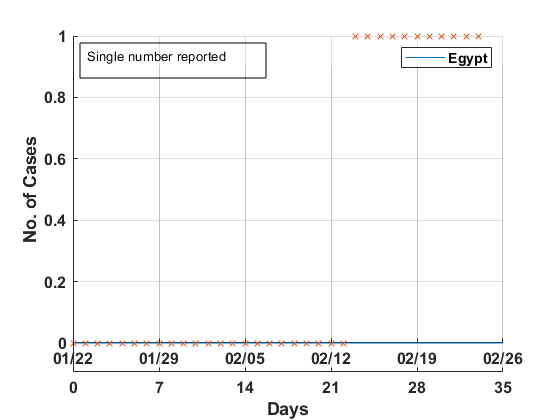 Single number reported
Egypt
No. of Cases
1
0.8
0.6
0.4
0.2
0
01/22 01/29 02/05 02/12 02/19 02/26
0 7 14 21 28 35
Days